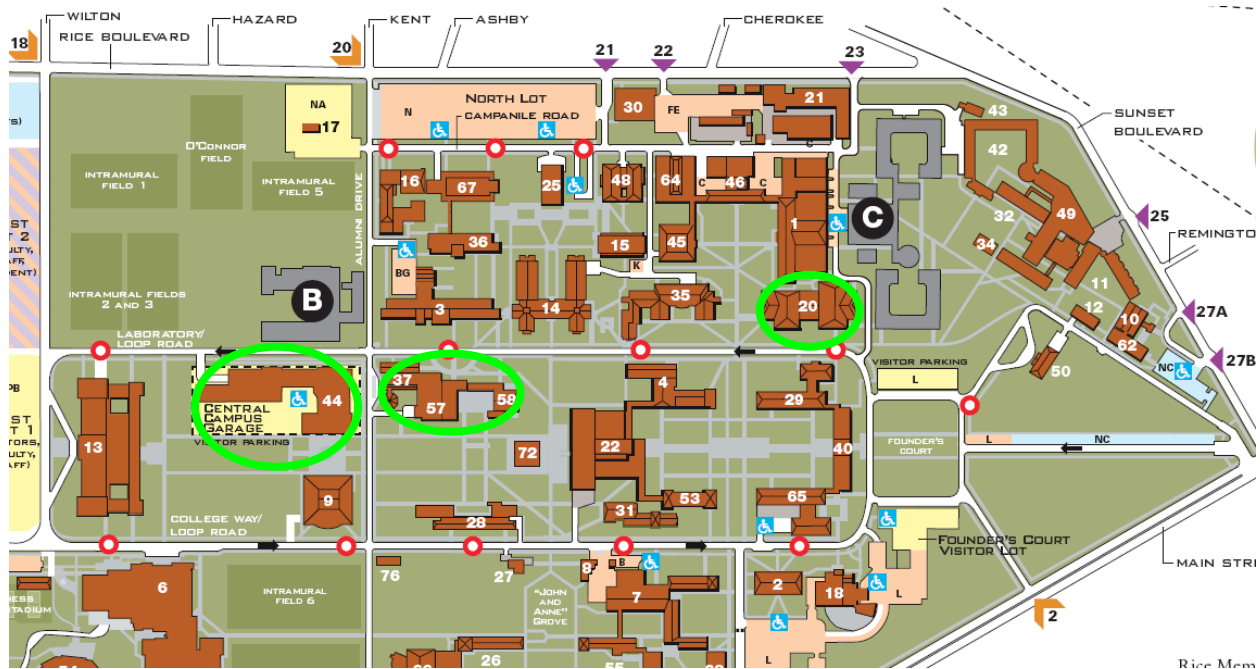 WILTON
HAZARD
KENT
ASHBY
CHEROKEE
RICE BOULEVARD
18
20
21
22
23
NORTH LOT
CAMPANILE ROAD
N
NA
17
30
FE
21
43
SUNSET
BOULEVARD
O'CONNOR
FIELD
INTRAMURAL
FIELD 1
INTRAMURAL
FIELD 5
ALUMNI DRIVE
16
67
25
48
64
C
46
C
C
42
32
49
25
REMINGTO
36
15
45
1
C
34
K
BG
11
INTRAMURAL FIELDS
2 AND 3
B
3
14
35
20
12
10
27A
62
LABORATORY/
LOOP ROAD
27B
VISITOR PARKING
L
50
NC
37
57
58
4
29
44
CENTRAL
CAMPUS
GARAGE
VISITOR PARKING
13
72
22
40
FOUNDER'S
COURT
L
NC
9
53
65
31
28
COLLEGE WAY/
LOOP ROAD
FOUNDER'S COURT
VISITOR LOT
MAIN STRE
76
27
8
B
7
2
18
L
6
INTRAMURAL
FIELD 6
"JOHN
AND
ANNE"
GROVE
2
26
55
L
Rice Mem